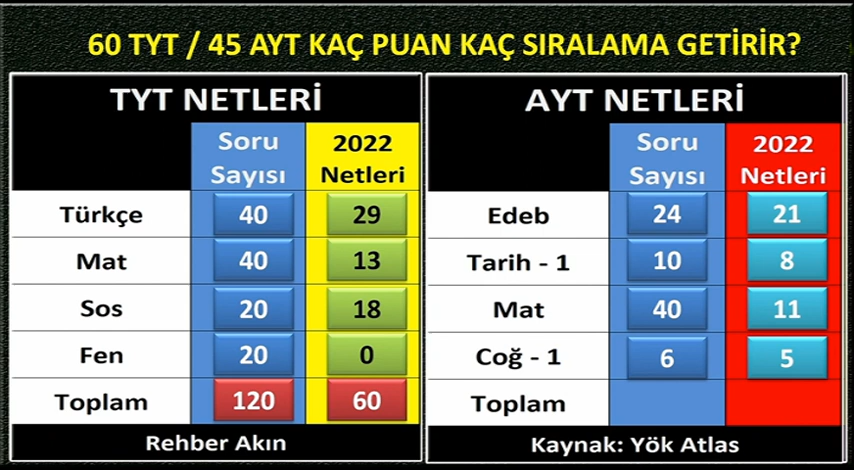 60 TYT / 45 AYT KAÇ PUAN KAÇ SIRALAMA GETİRİR?
TYT NETLERİ
Soru Sayısı 2022 Netleri
Türkçe 40 29
Mat 40 13
Sos 20 18
Fen 20 0
Toplam 120 60
Rehber Akın
AYT NETLERİ
Soru Sayısı 2022 Netleri
Edeb 24 21
Tarih - 1 10 8
Mat 40 11
Coğ - 1 6 5
Toplam
Kaynak: Yök Atlas